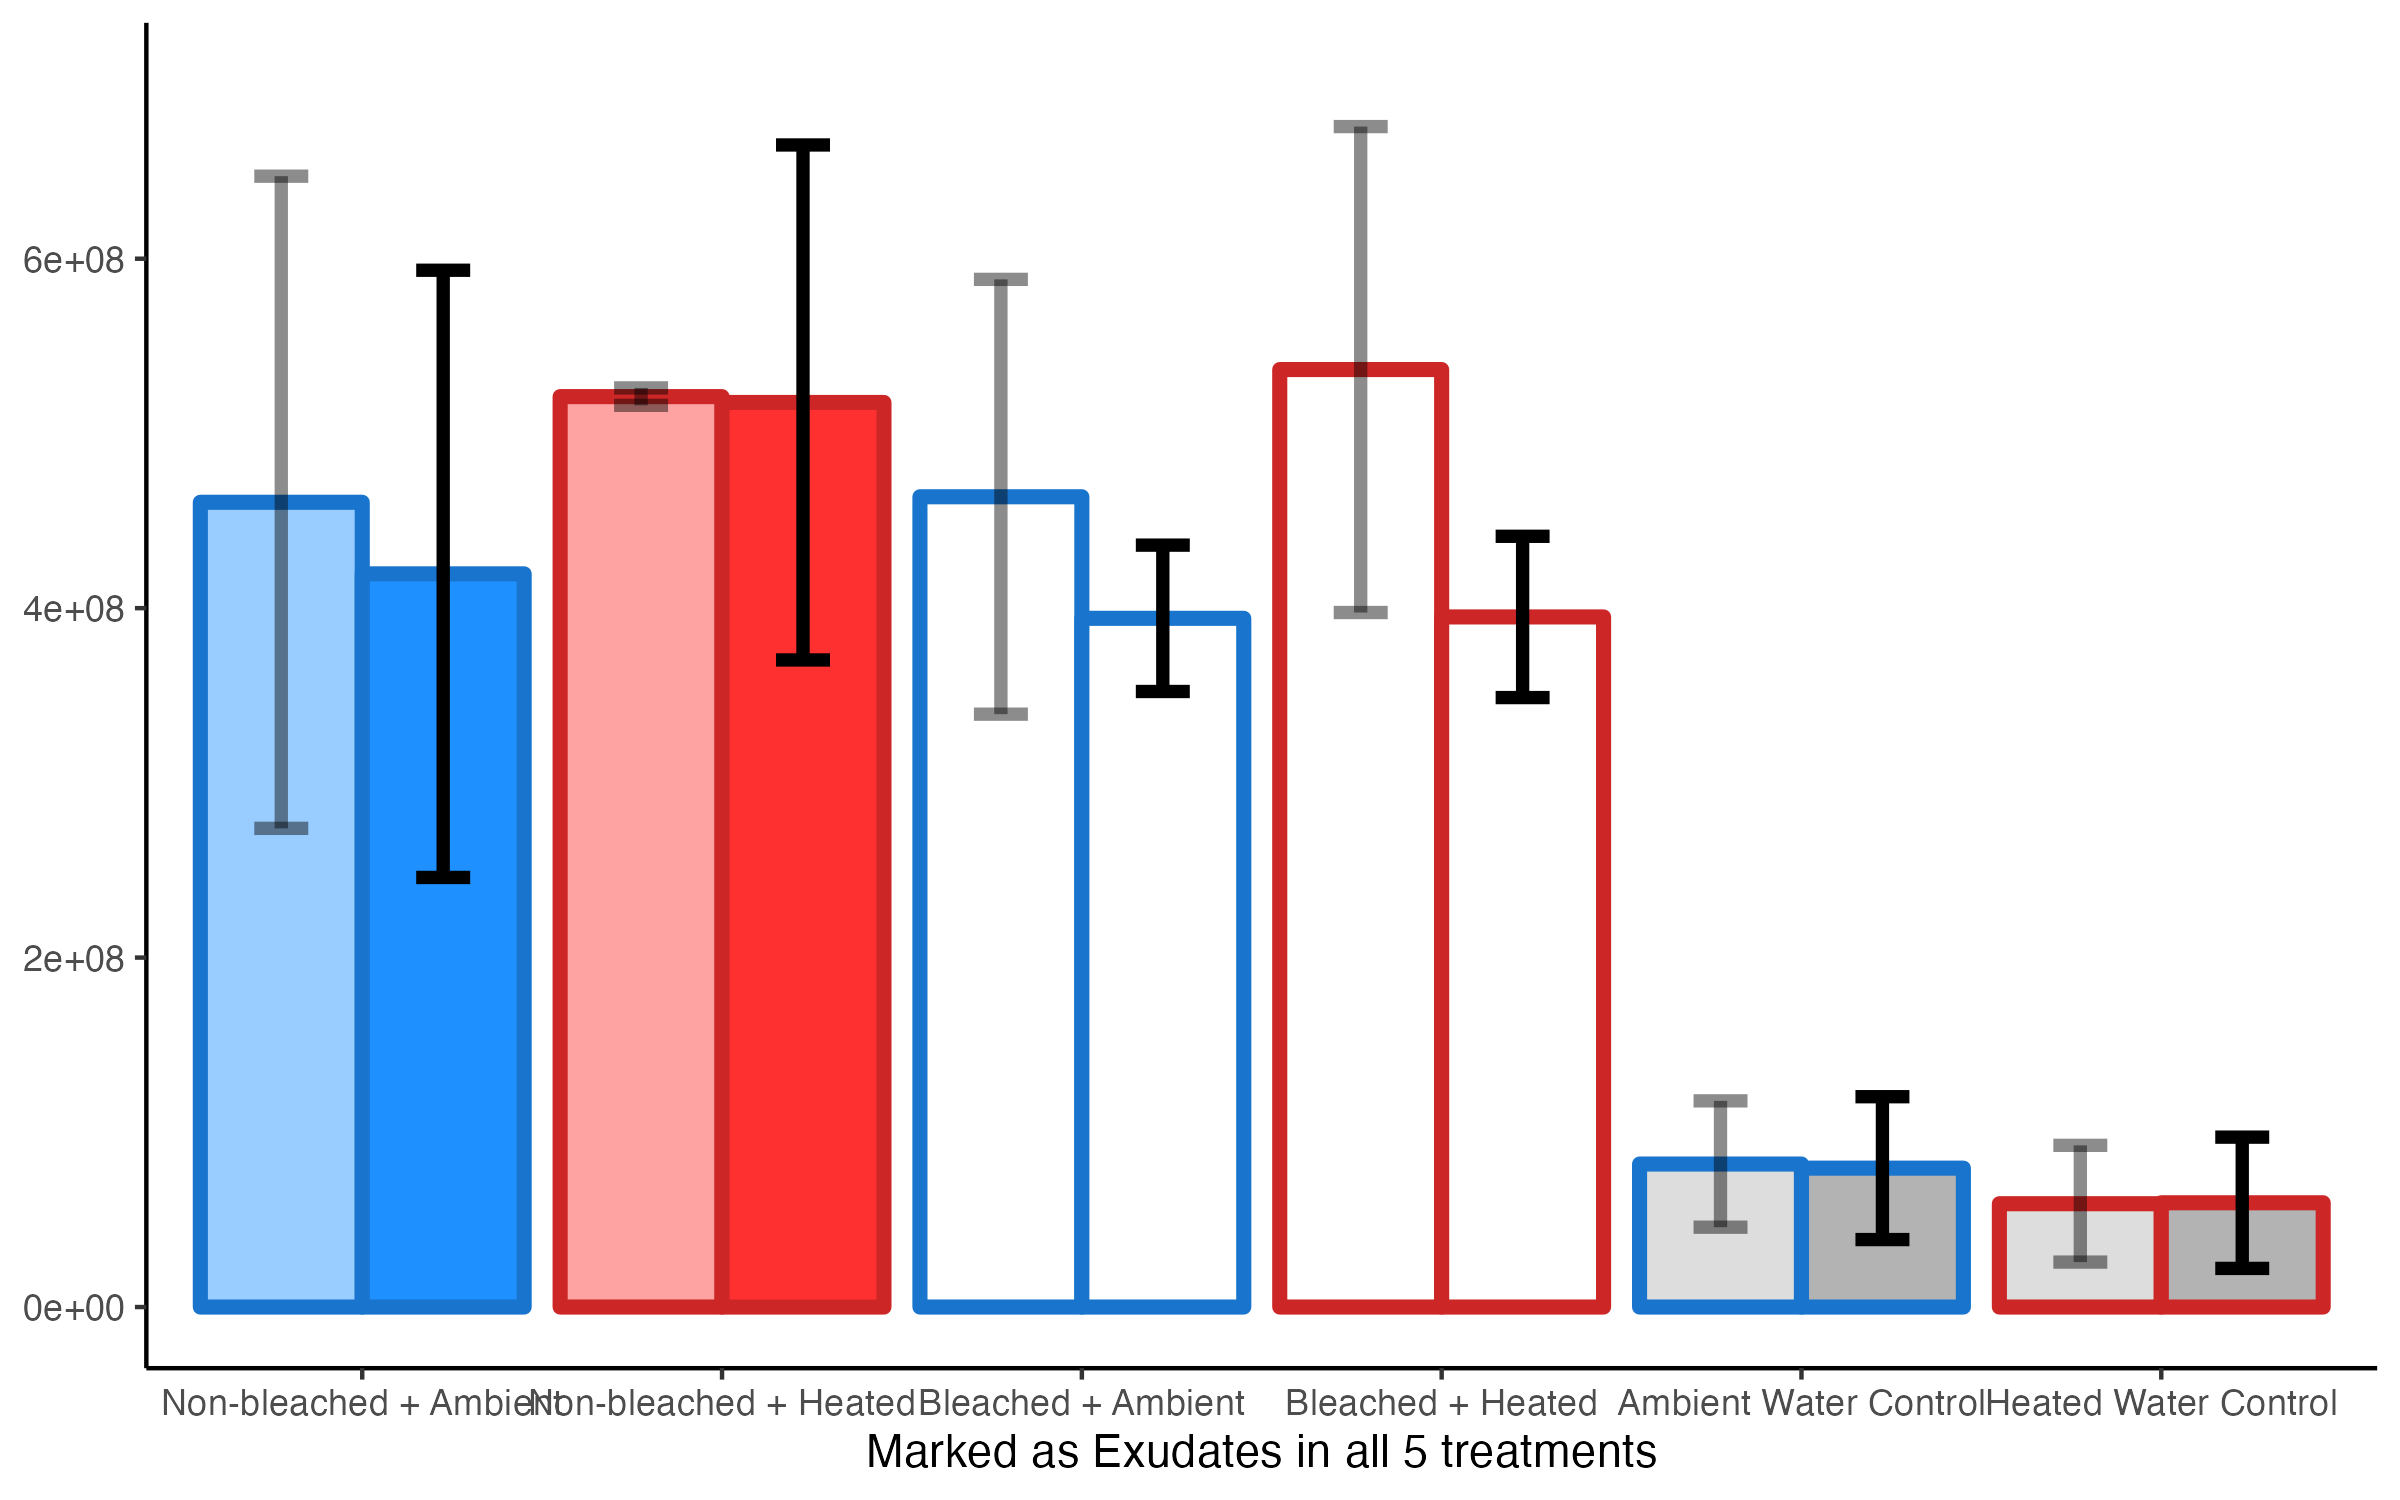 6e+08
4e+08
2e+08
0e+00
Non-bleached + Ambient Non-bleached + Heated Bleached + Ambient Bleached + Heated Ambient Water Control Heated Water Control
Marked as Exudates in all 5 treatments